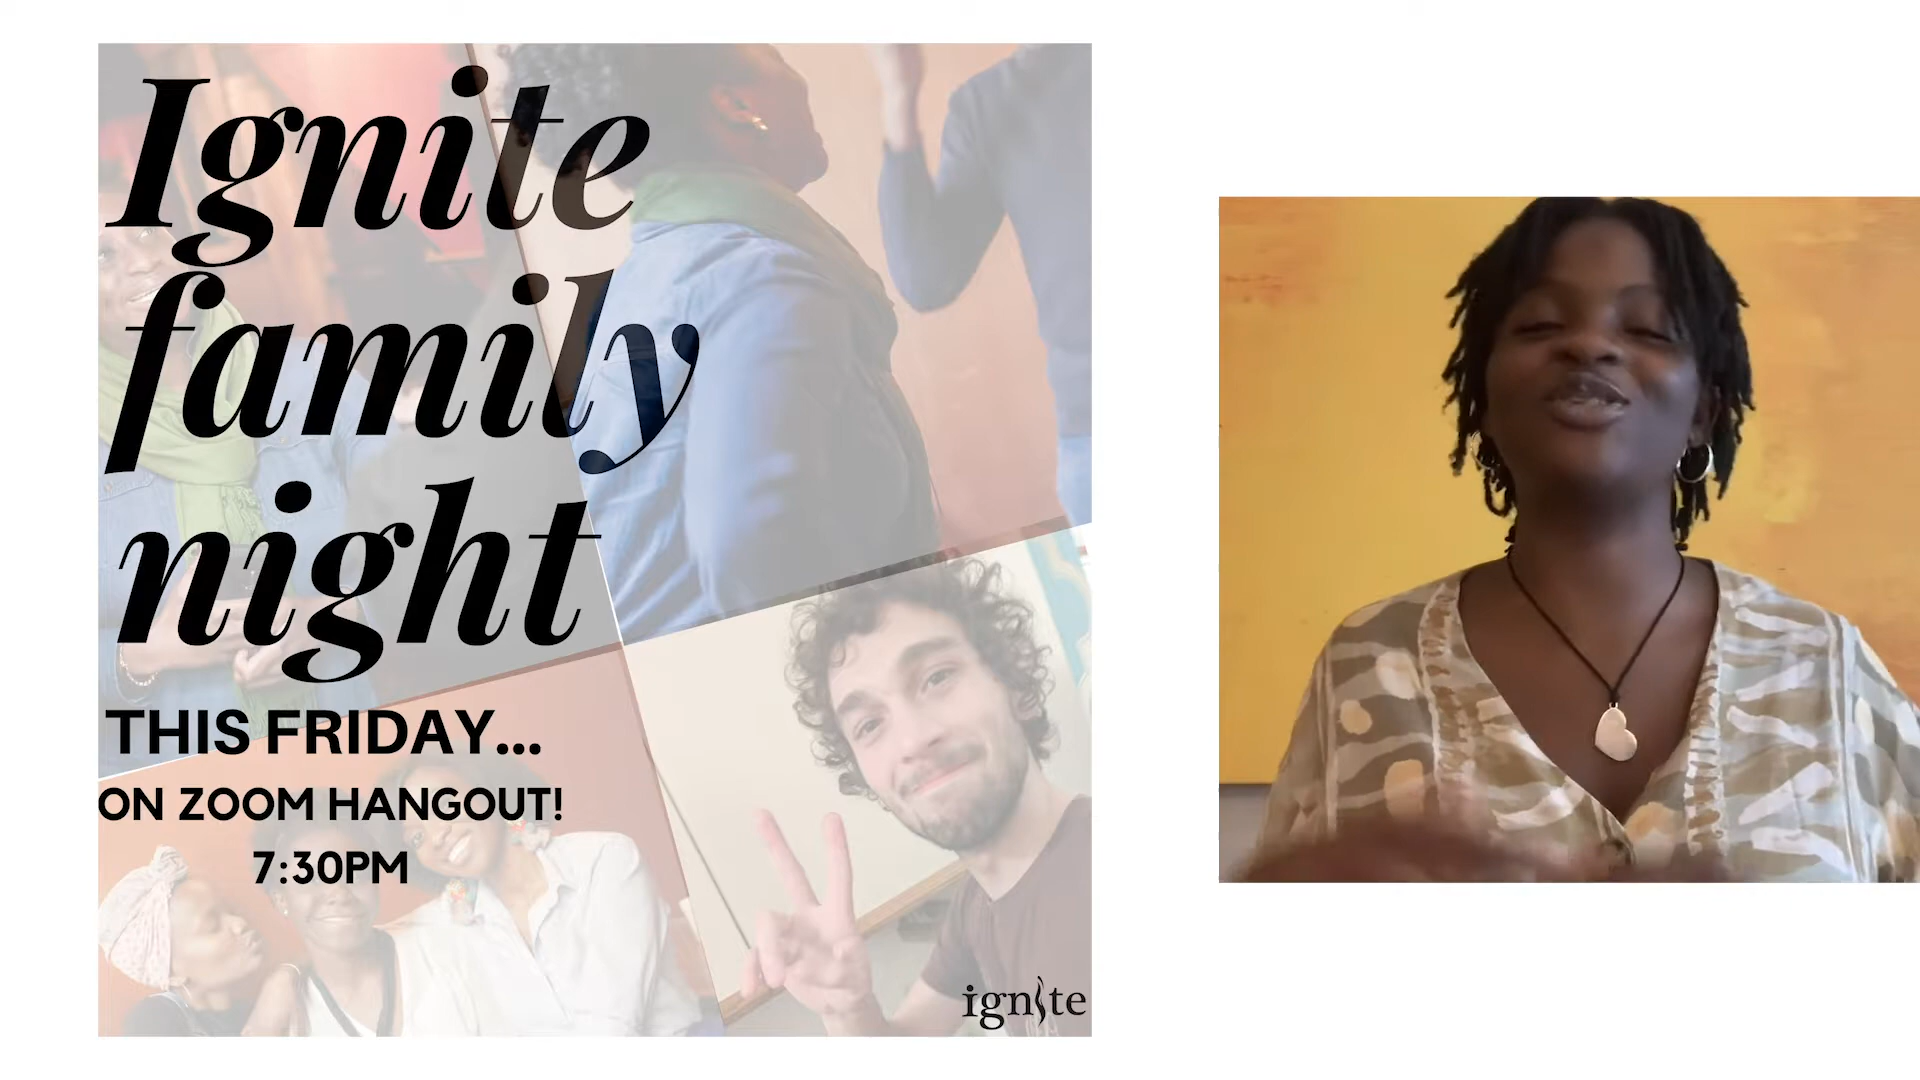 Ignite
family
night
THIS FRIDAY...
ON ZOOM HANGOUT!
7:30PM
ignite